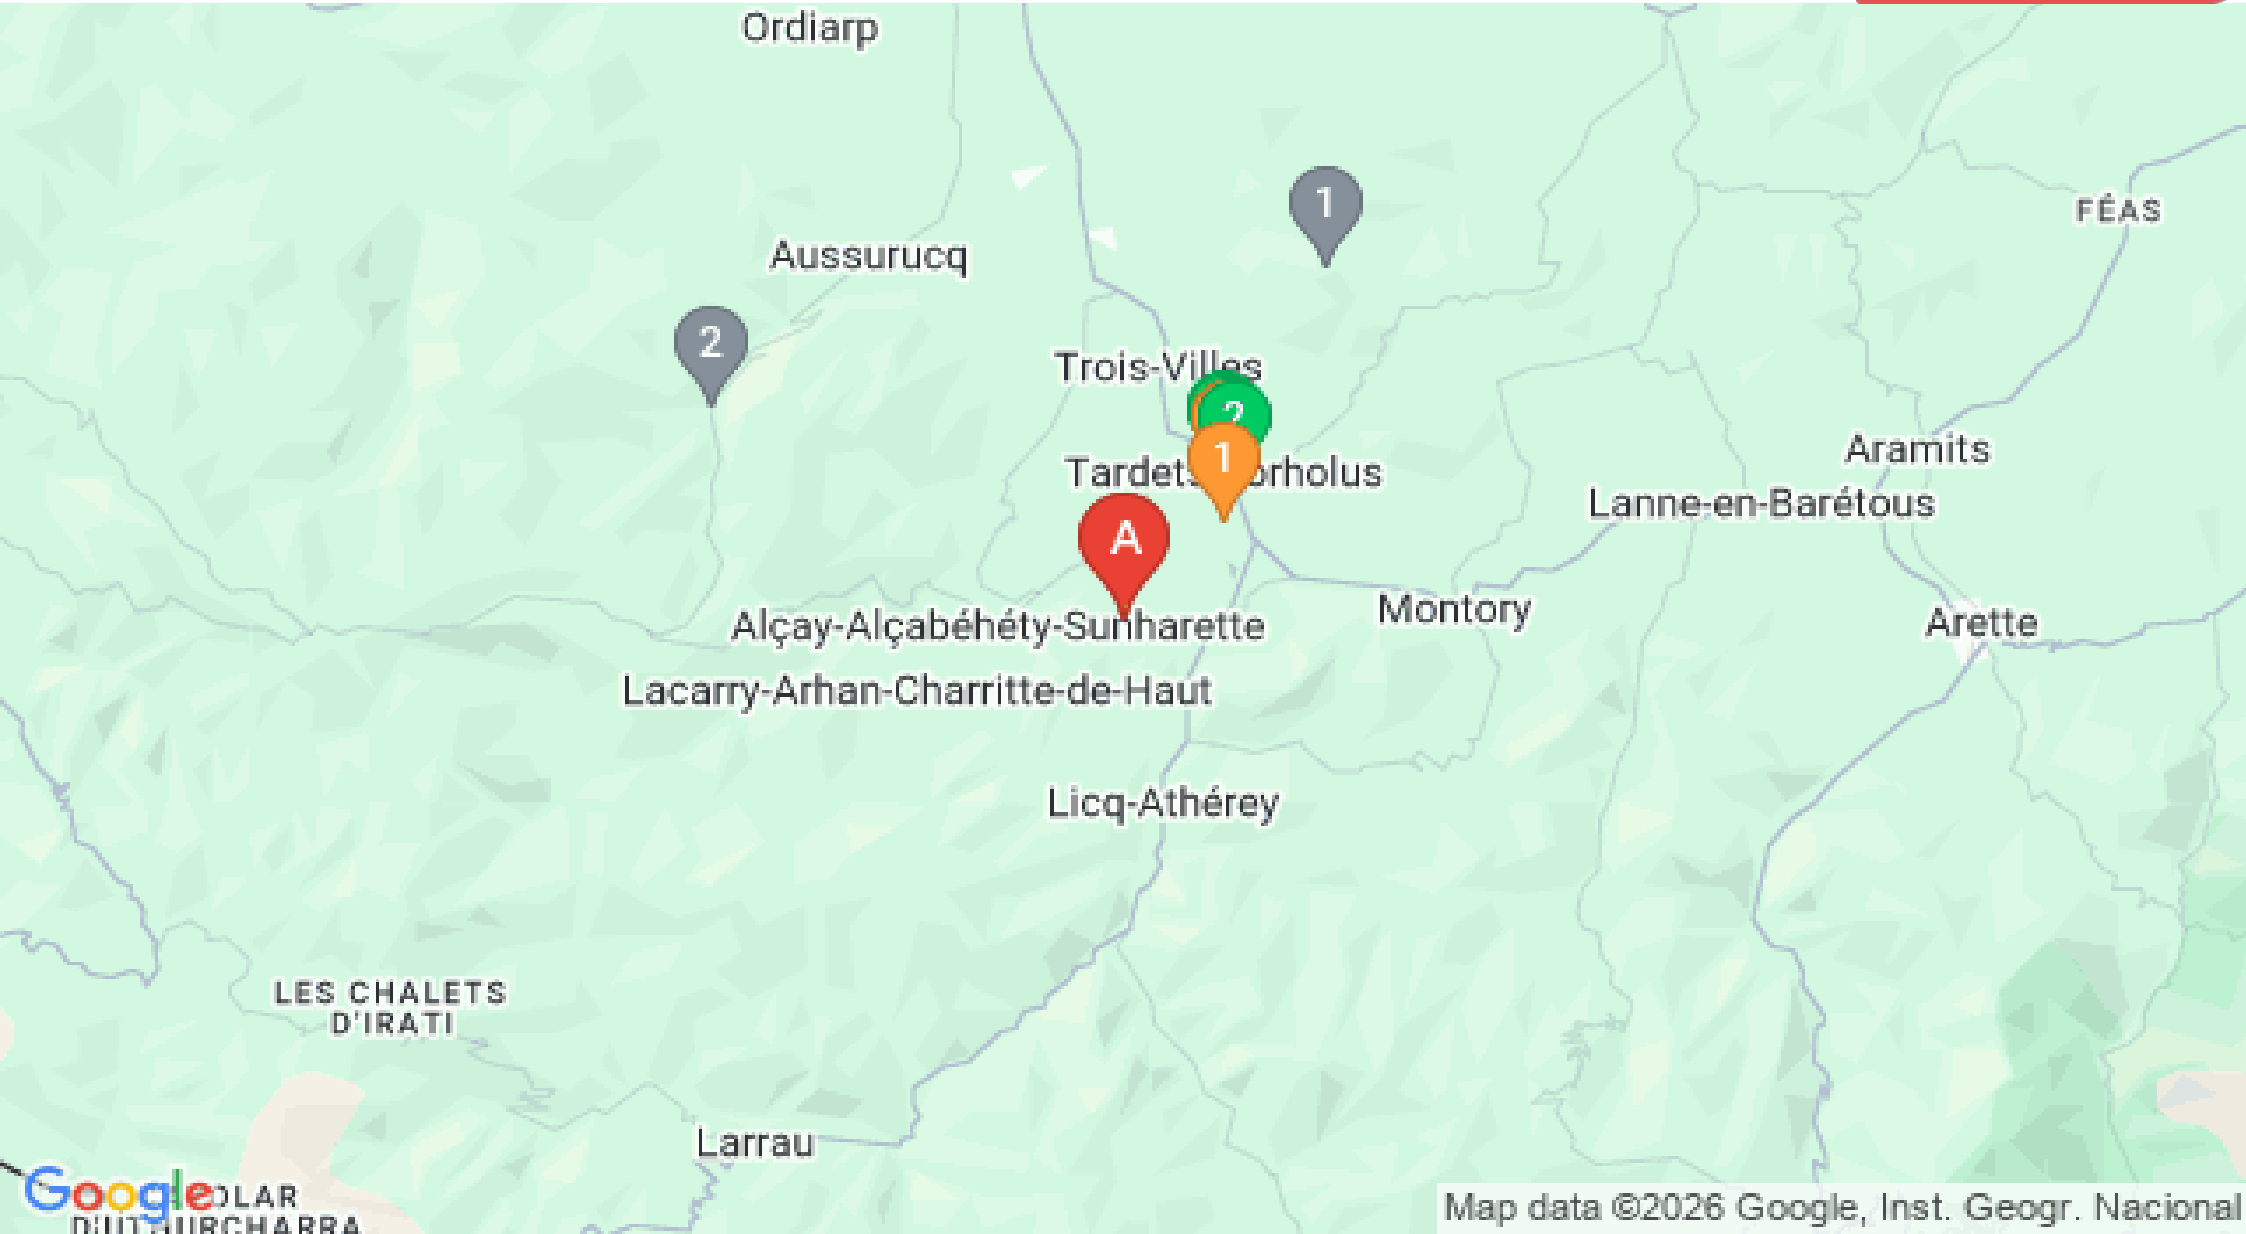 Ordiarp
1
FÉAS
Aussurucq
2
Trois-Villes
2
Aramits
1
Tardets
orholus
Lanne-en-Barétous
A
Montory
Alçay-Alçabéhéty-Sunharette
Arette
Lacarry-Arhan-Charritte-de-Haut
Licq-Athérey
LES CHALETS
D'IRATI
Larrau
Google
OLAR
Map data ©2026 Google, Inst. Geogr. Nacional